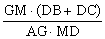 GM · (DB + DC)
AG · MD